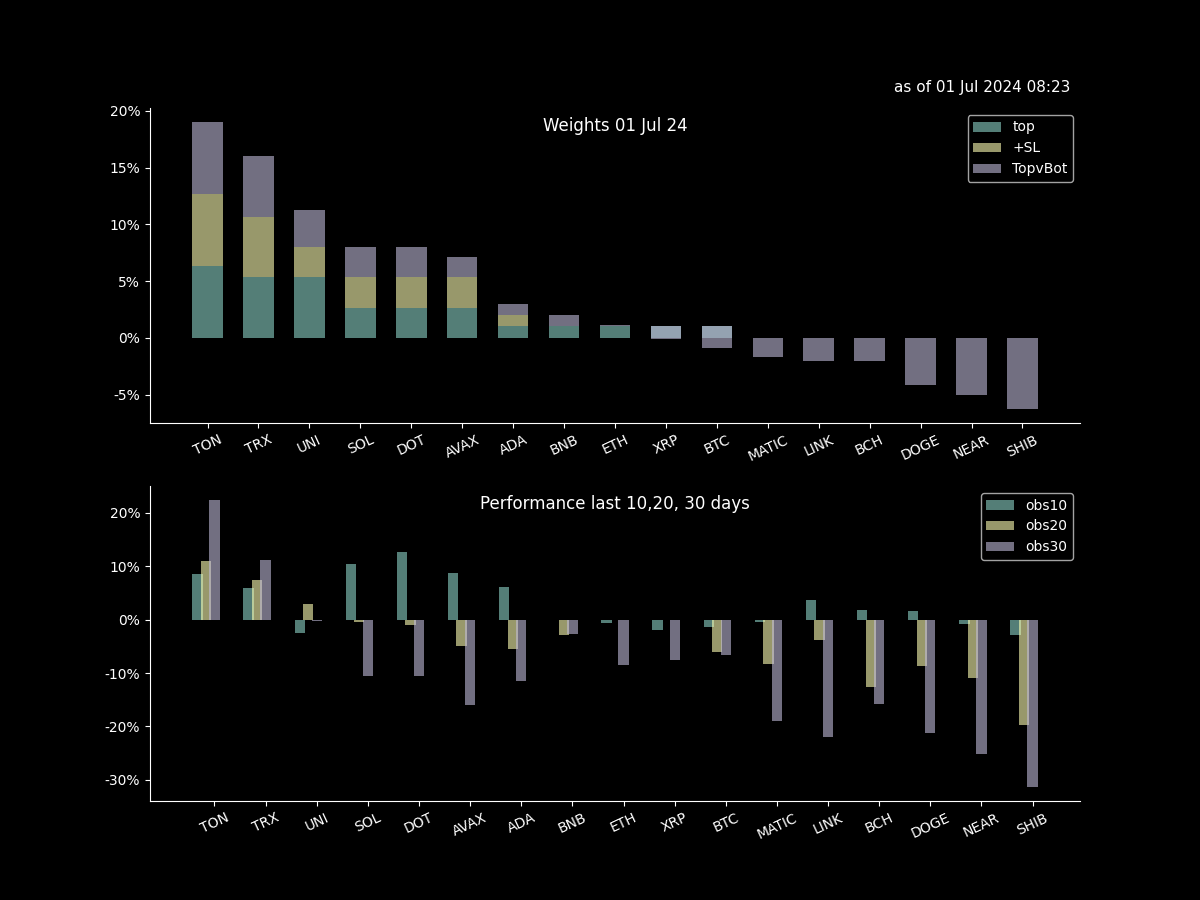 as of 01 Jul 2024 08:23
Weights 01 Jul 24
top
+SL
TopvBot
20%
15%
10%
5%
0%
-5%
TON TRX UNI SOL DOT AVAX ADA BNB ETH XRP BTC MATIC LINK BCH DOGE NEAR SHIB
Performance last 10,20, 30 days
obs10
obs20
obs30
20%
10%
0%
-10%
-20%
-30%
TON TRX UNI SOL DOT AVAX ADA BNB ETH XRP BTC MATIC LINK BCH DOGE NEAR SHIB